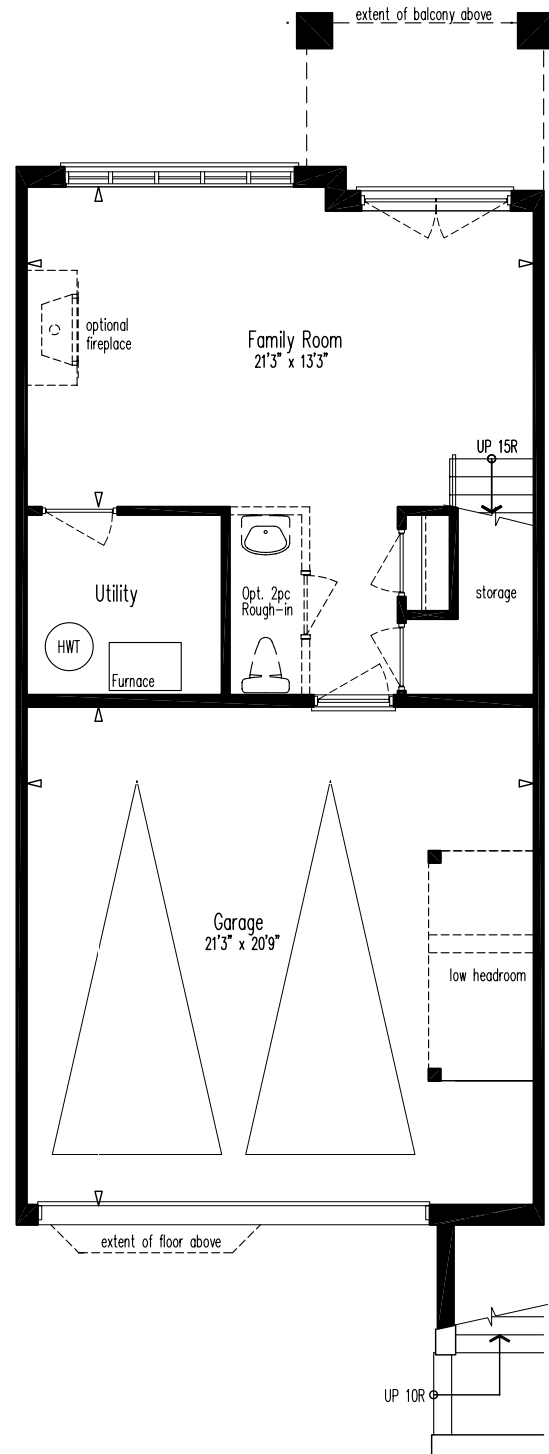 extent of balcony above
optional
fireplace
Family Room
21'3" x 13'3"
UP 15R
Utility
Opt. 2pc
Rough-in
storage
HWT
Furnace
Garage
21'3" x 20'9"
low headroom
extent of floor above
UP 10R